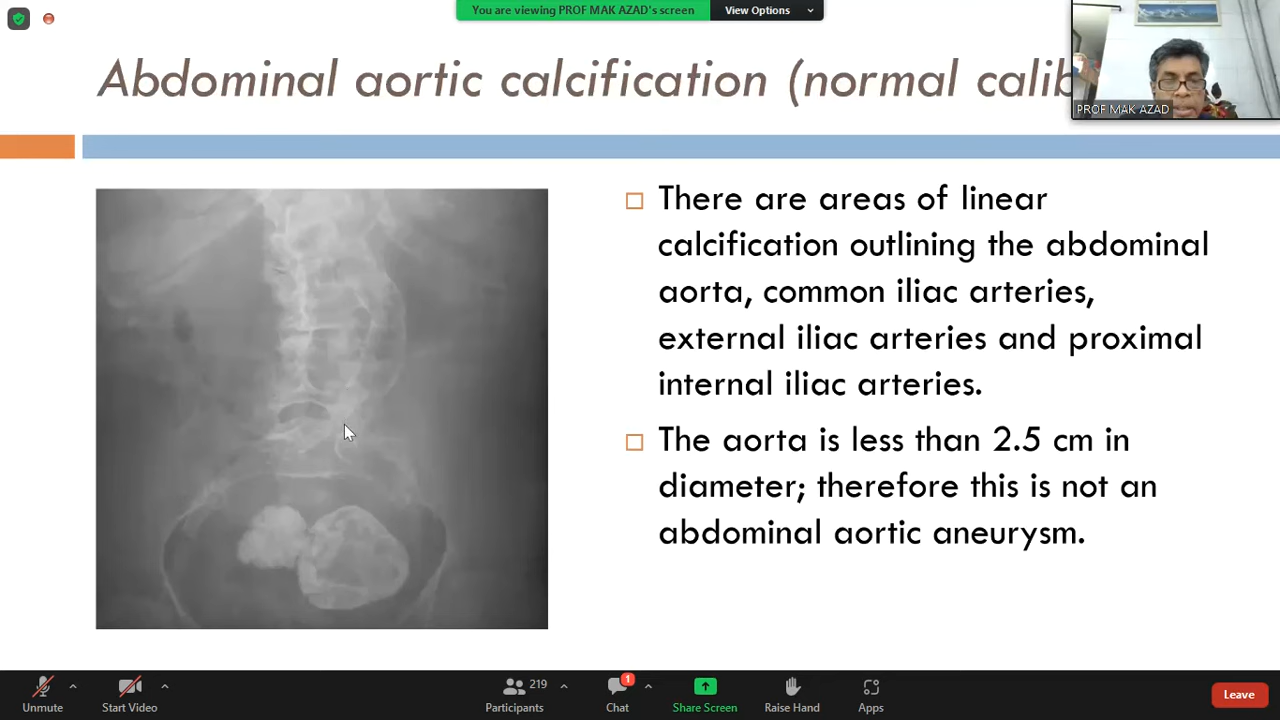 You are viewing PROF MAK AZAD's screen
View Options
Abdominal aortic calcification (normal calib
PROF MAK AZAD
There are areas of linear
calcification outlining the abdominal
aorta, common iliac arteries,
external iliac arteries and proximal
internal iliac arteries.
The aorta is less than 2.5 cm in
diameter; therefore this is not an
abdominal aortic aneurysm.
219
1
Unmute
Start Video
Participants
Chat
Share Screen
Raise Hand
Apps
Leave